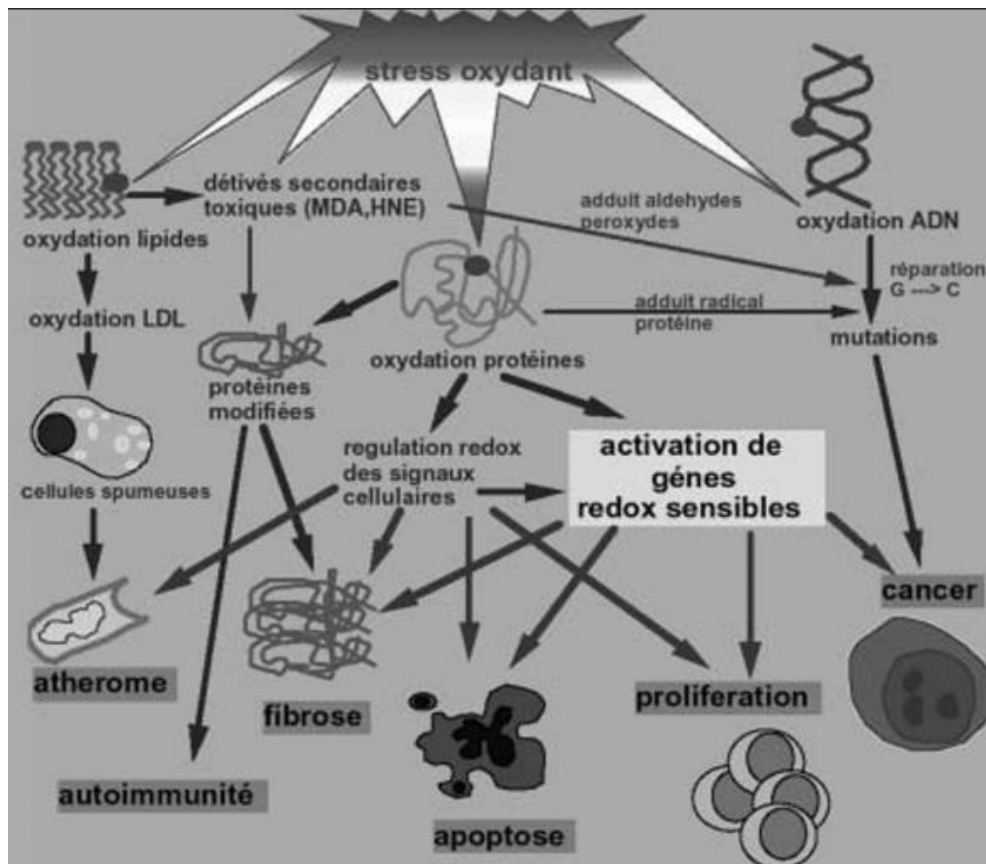 stress oxydant
détivés secondaires
toxiques (MDA,HNE)
adduit aldehydes
peroxydes
oxydation ADN
oxydation lipides
réparation
G ---> C
oxydation LDL
adduit radical
protéine
mutations
oxydation protéines
protéines
modifiées
regulation redox
des signaux
cellulaires
activation de
génes
redox sensibles
cellules spumeuses
cancer
atherome
fibrose
proliferation
autoimmunité
apoptose